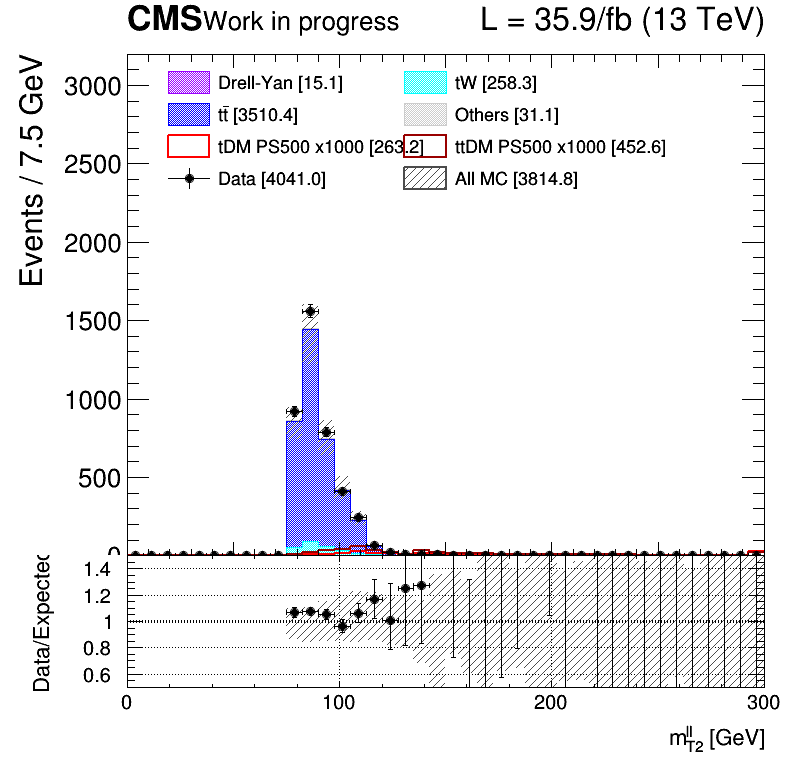 CMS Work in progress L = 35.9/fb (13 TeV)
Events / 7.5 GeV
3000
2500
2000
1500
1000
500
0
Drell-Yan [15.1]
tW [258.3]
tt̄ [3510.4]
Others [31.1]
tDM PS500 x1000 [263.2]
ttDM PS500 x1000 [452.6]
Data [4041.0]
All MC [3814.8]
Data/Expected
1.4
1.2
1
0.8
0.6
0 100 200 300
m_T2^ll [GeV]